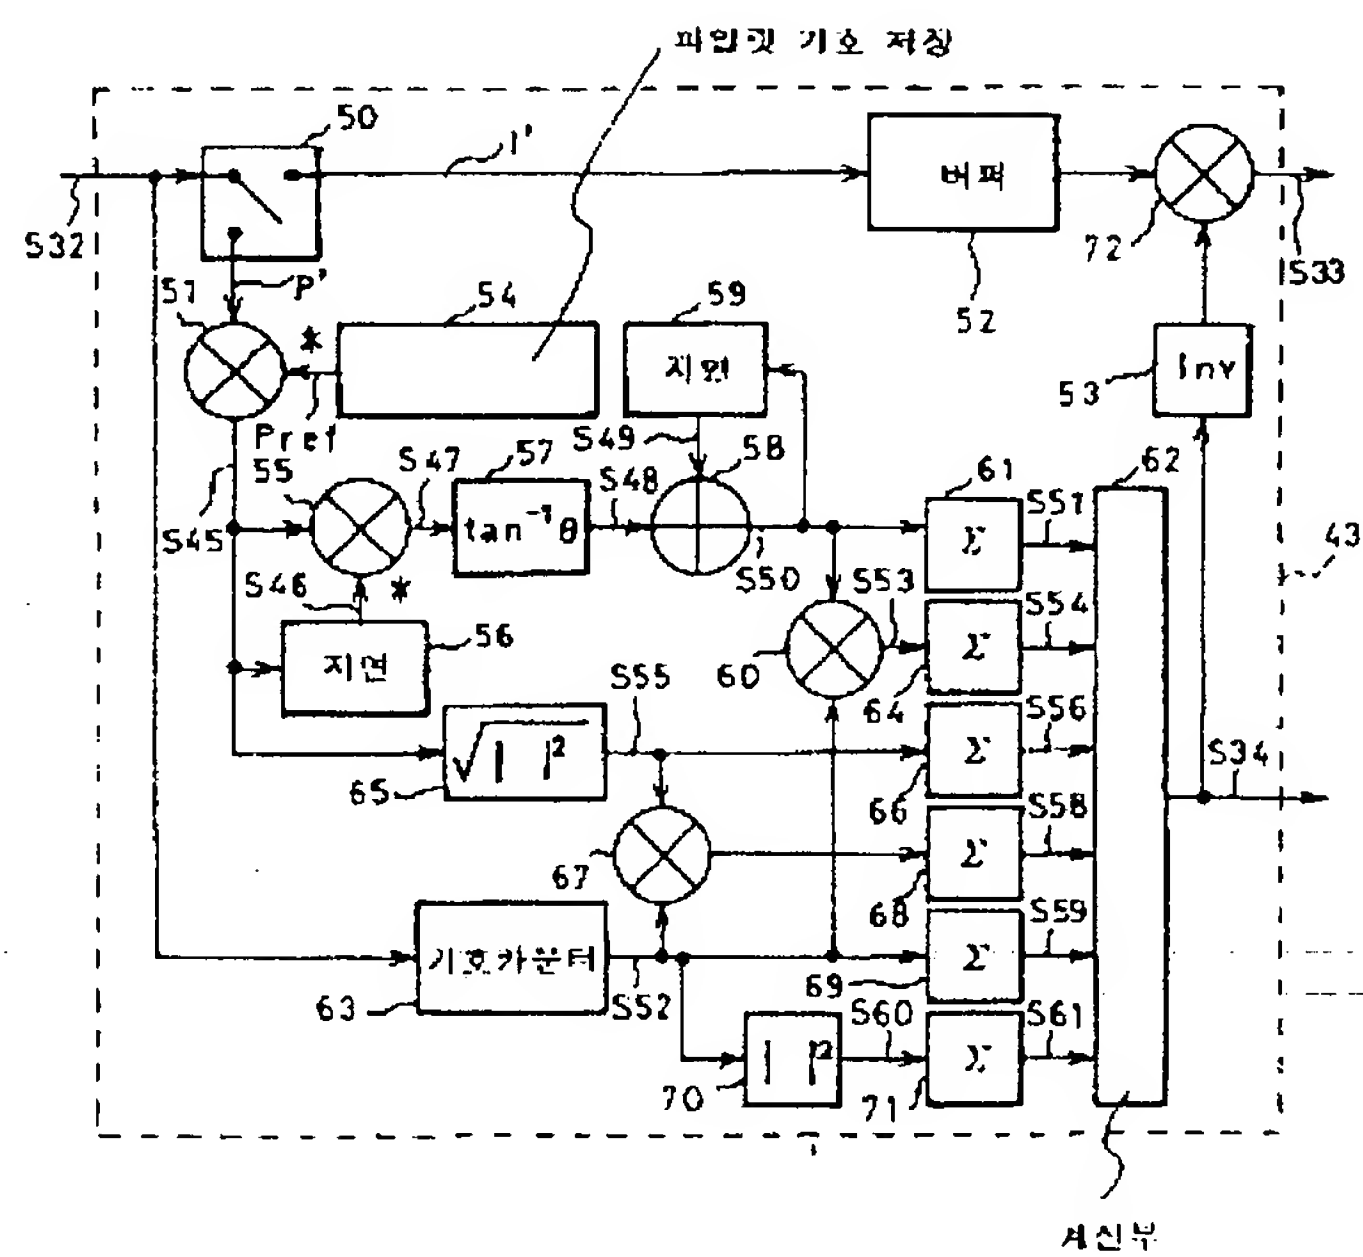 파일럿 기호 저장
50
I'
버퍼
S32
72
S33
P'
51
54
59
52
*
지연
Inv
53
Pref
S49
58
55
S47
57
S48
61
62
S51
tan⁻¹ θ
Σ
S45
S50
43
S46
*
S53
S54
지연
56
60
Σ
64
S55
S56
√| |²
65
Σ
66
S34
S58
67
Σ
68
S59
기호카운터
63
S52
Σ
69
S60
S61
| |²
70
Σ
71
계산부